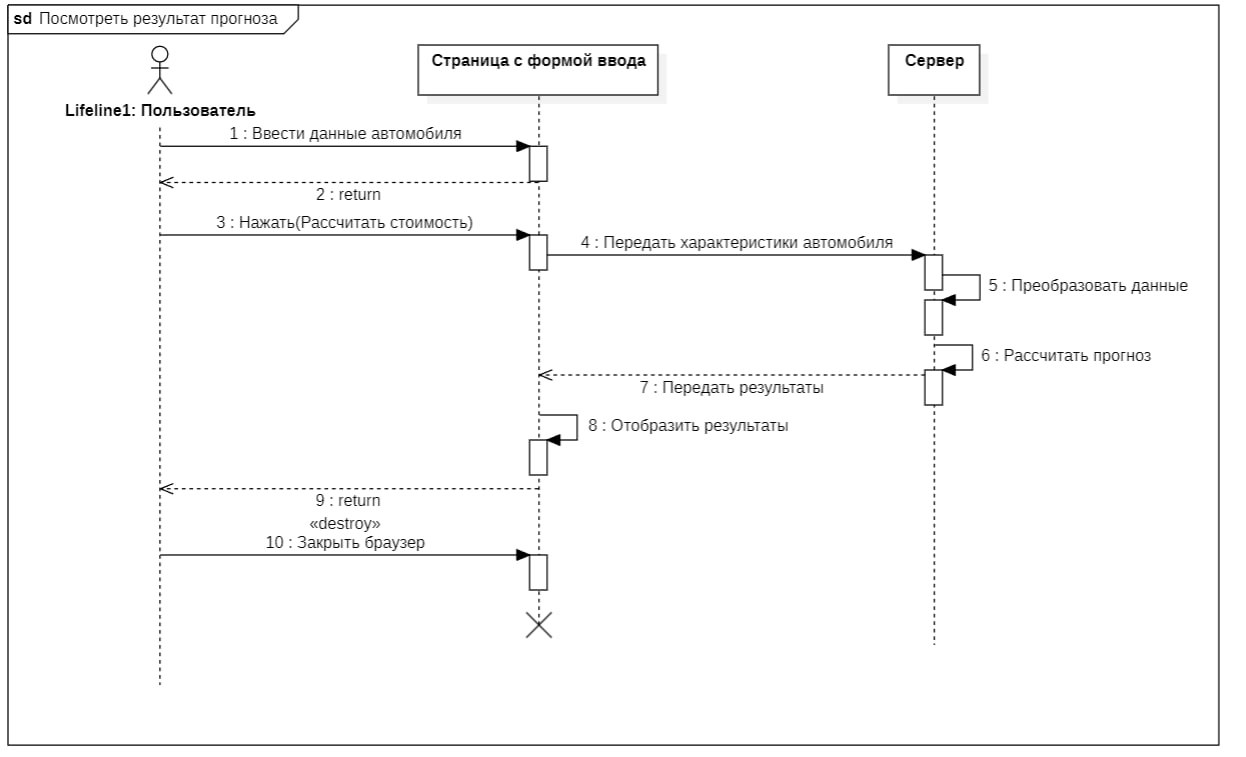 sd Посмотреть результат прогноза
Страница с формой ввода
Сервер
Lifeline1: Пользователь
1 : Ввести данные автомобиля
2 : return
3 : Нажать(Рассчитать стоимость)
4 : Передать характеристики автомобиля
5 : Преобразовать данные
6 : Рассчитать прогноз
7 : Передать результаты
8 : Отобразить результаты
9 : return
«destroy»
10 : Закрыть браузер